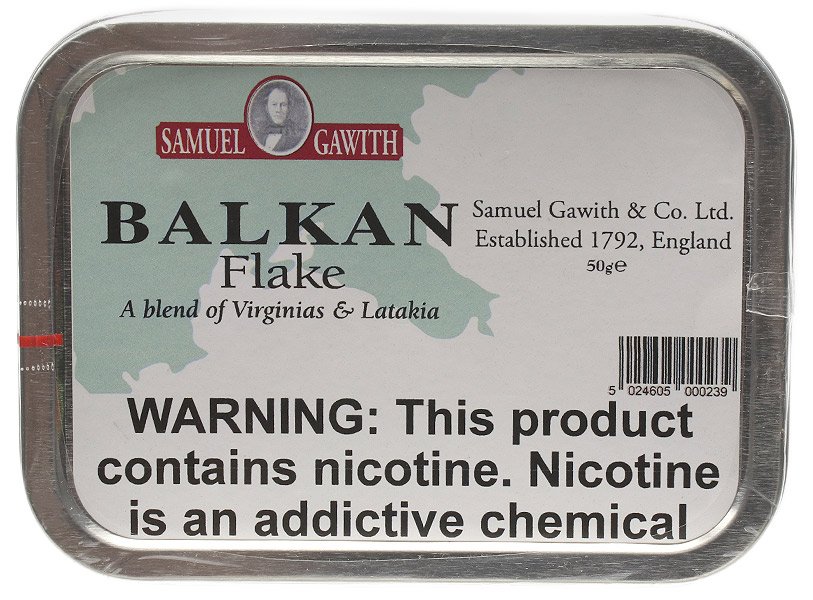 SAMUEL GAWITH
BALKAN
Flake
A blend of Virginias & Latakia
Samuel Gawith & Co. Ltd.
Established 1792, England
50g℮
5 024605 000239
WARNING: This product
contains nicotine. Nicotine
is an addictive chemical